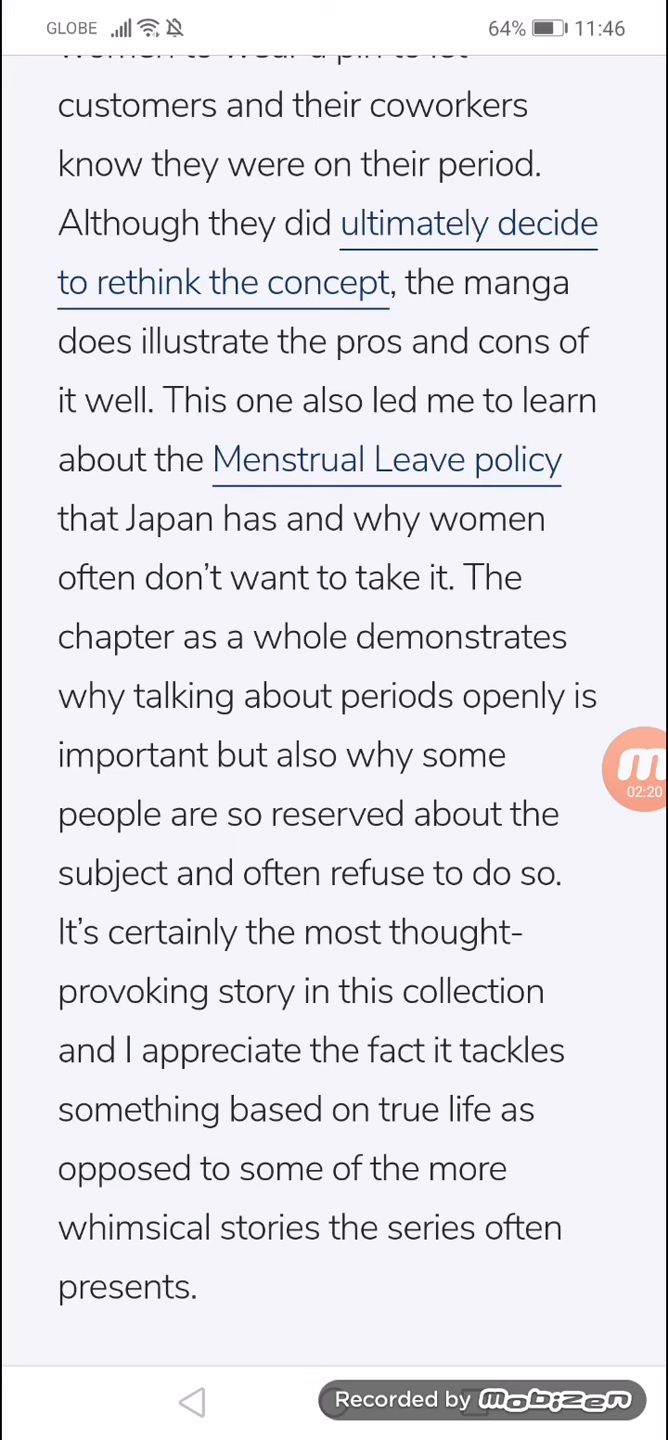 GLOBE 64% 11:46
women to wear a pin to let
customers and their coworkers
know they were on their period.
Although they did ultimately decide
to rethink the concept, the manga
does illustrate the pros and cons of
it well. This one also led me to learn
about the Menstrual Leave policy
that Japan has and why women
often don’t want to take it. The
chapter as a whole demonstrates
why talking about periods openly is
important but also why some
people are so reserved about the
subject and often refuse to do so.
It’s certainly the most thought-
provoking story in this collection
and I appreciate the fact it tackles
something based on true life as
opposed to some of the more
whimsical stories the series often
presents.
m
02:20
Recorded by mobizen